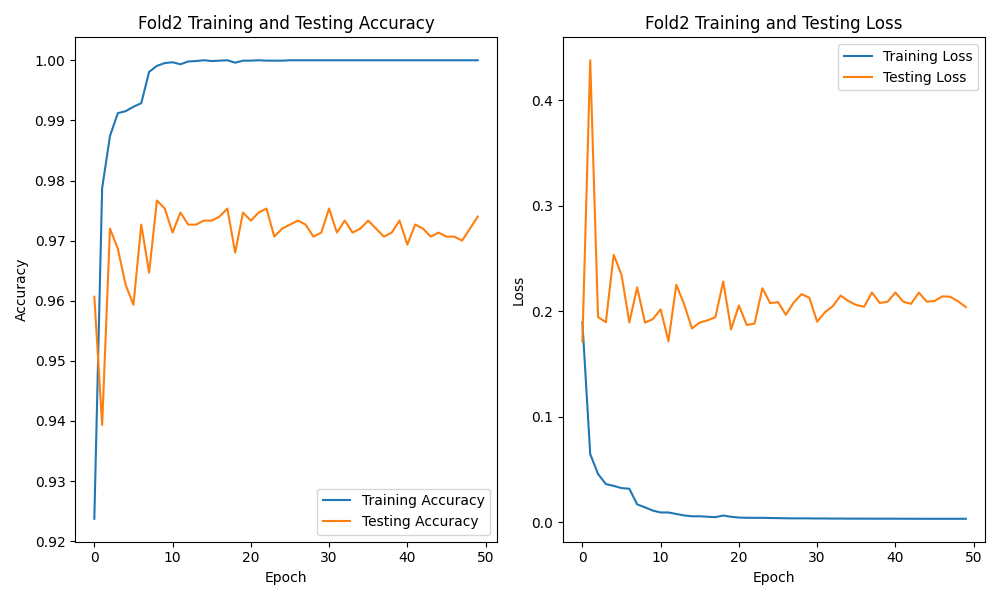 Fold2 Training and Testing Accuracy
1.00
0.99
0.98
0.97
0.96
0.95
0.94
0.93
0.92
Accuracy
0
10
20
30
40
50
Epoch
Training Accuracy
Testing Accuracy
Fold2 Training and Testing Loss
0.4
0.3
0.2
0.1
0.0
Loss
0
10
20
30
40
50
Epoch
Training Loss
Testing Loss